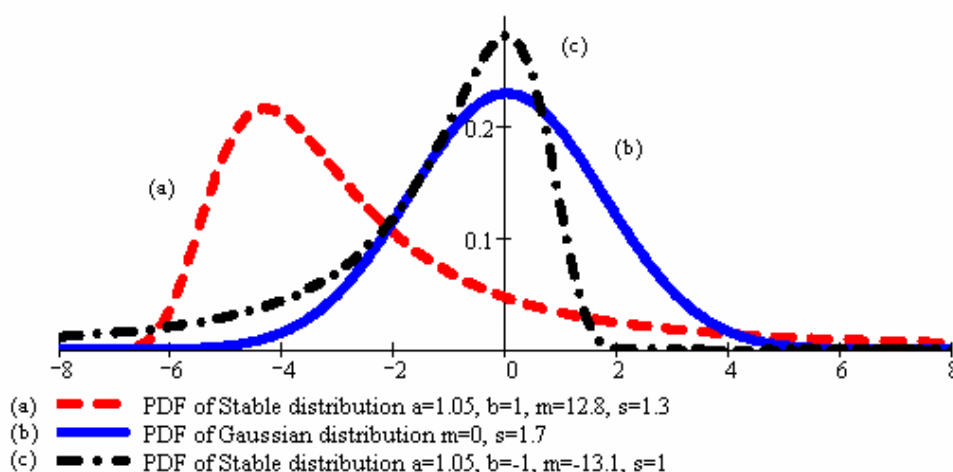 (c)
0.2
(b)
(a)
0.1
-8 -6 -4 -2 0 2 4 6 8
(a) PDF of Stable distribution a=1.05, b=1, m=12.8, s=1.3
(b) PDF of Gaussian distribution m=0, s=1.7
(c) PDF of Stable distribution a=1.05, b=-1, m=-13.1, s=1